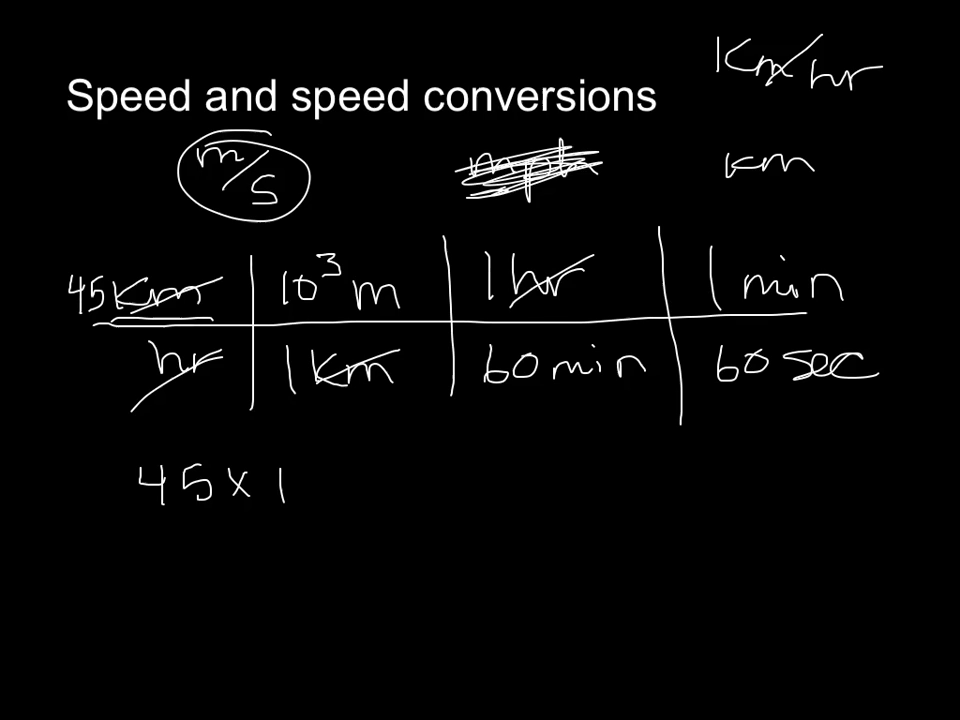 Km/hr
Speed and speed conversions
m/s mph km
45 Km 10³ m 1 hr 1 min
hr 1 Km 60 min 60 sec
45 x 1